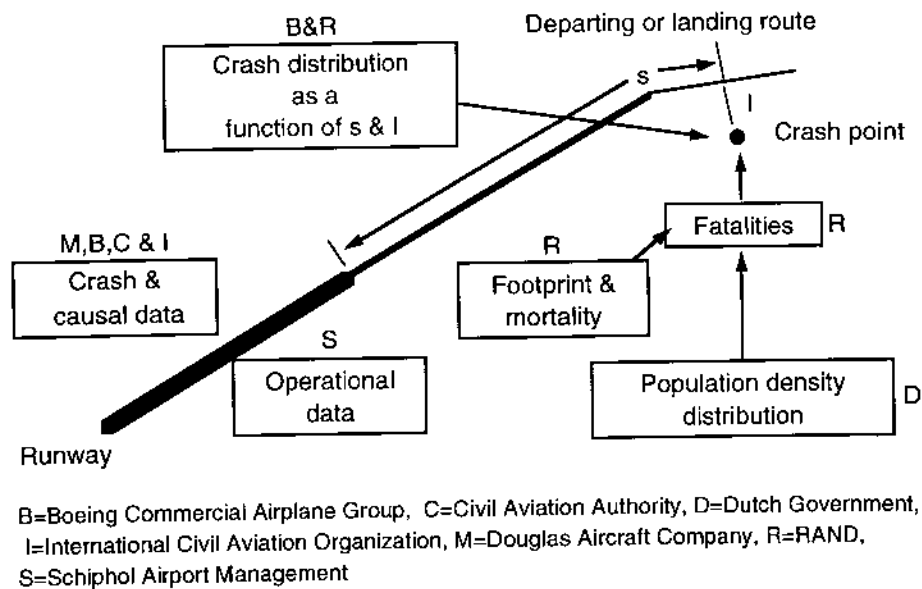 B&R
Departing or landing route
Crash distribution
as a
function of s & l
s
l
Crash point
Fatalities
R
M,B,C & I
Crash &
causal data
R
Footprint &
mortality
S
Operational
data
Population density
distribution
D
Runway
B=Boeing Commercial Airplane Group, C=Civil Aviation Authority, D=Dutch Government,
I=International Civil Aviation Organization, M=Douglas Aircraft Company, R=RAND,
S=Schiphol Airport Management